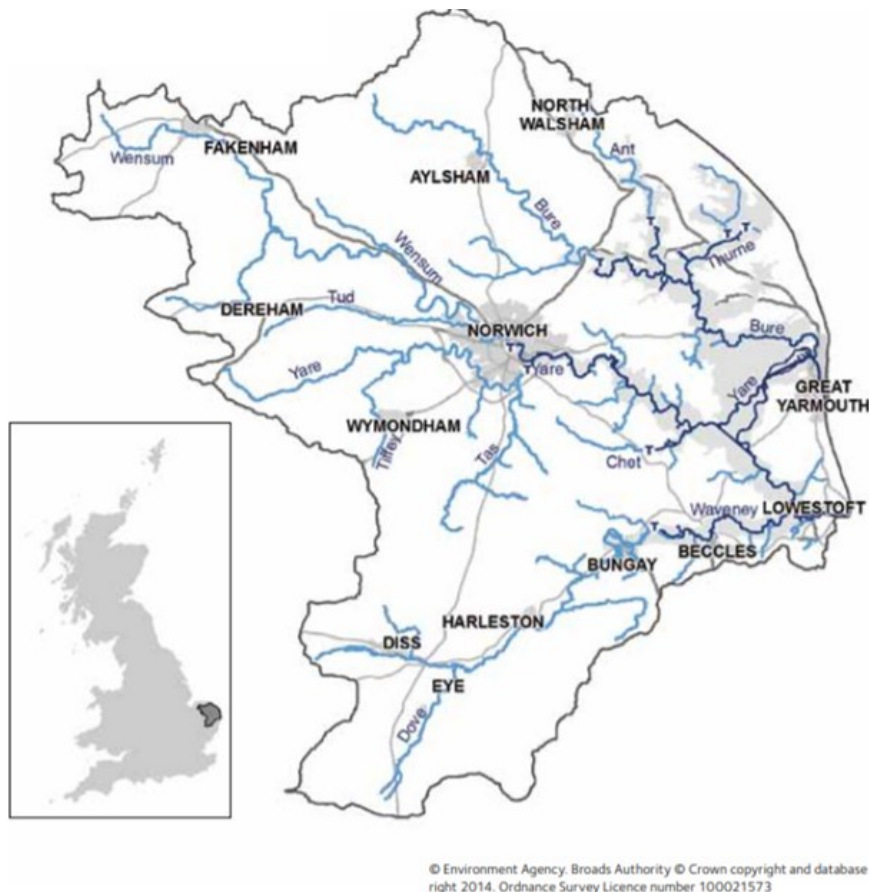 NORTH
WALSHAM
FAKENHAM
Wensum
Ant
AYLSHAM
Bure
Wensum
Thurne
DEREHAM
Tud
NORWICH
Bure
Yare
Yare
Yare
GREAT
YARMOUTH
WYMONDHAM
Tiffey
Tas
Chet
Waveney
LOWESTOFT
BECCLES
BUNGAY
HARLESTON
DISS
EYE
Dove
T
T
T
T
T
T
T
T
© Environment Agency. Broads Authority © Crown copyright and database
right 2014. Ordnance Survey Licence number 100021573